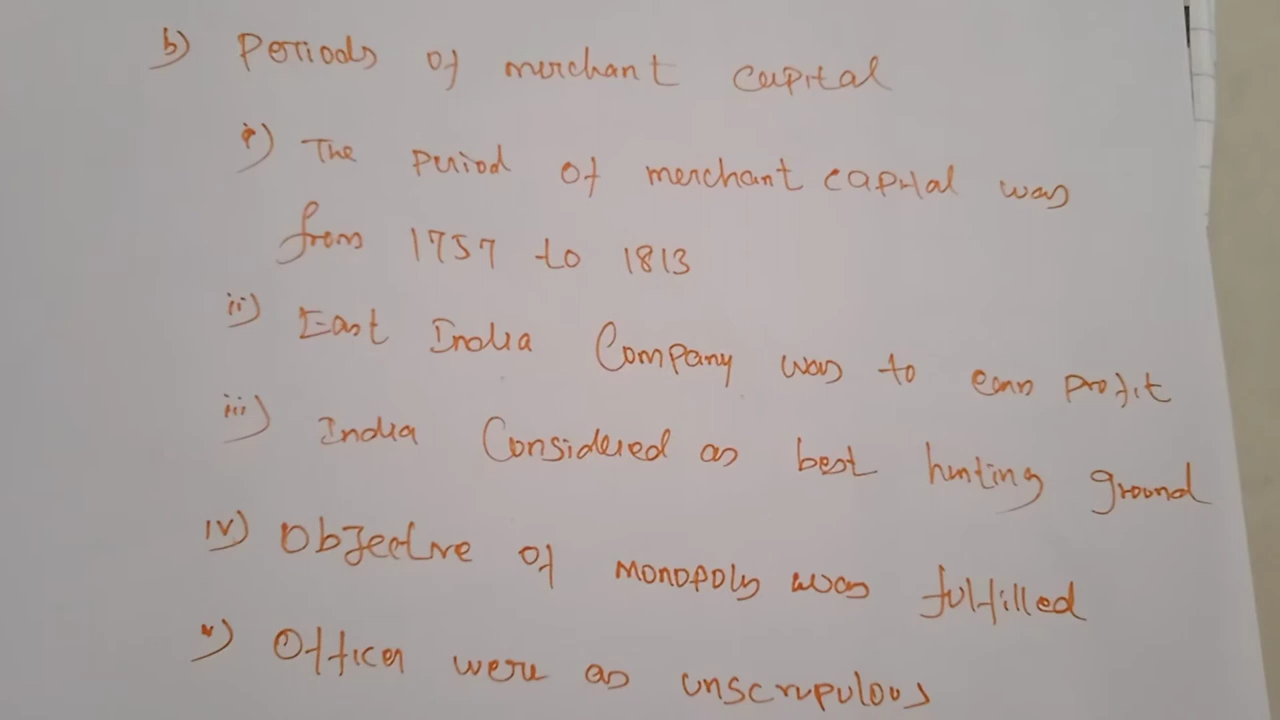 b) Periods of merchant capital
i) The period of merchant capital was
from 1757 to 1813
ii) East India Company was to earn profit
iii) India Considered as best hunting ground
iv) Objective of monopoly was fulfilled
v) Officer were as unscrupulous